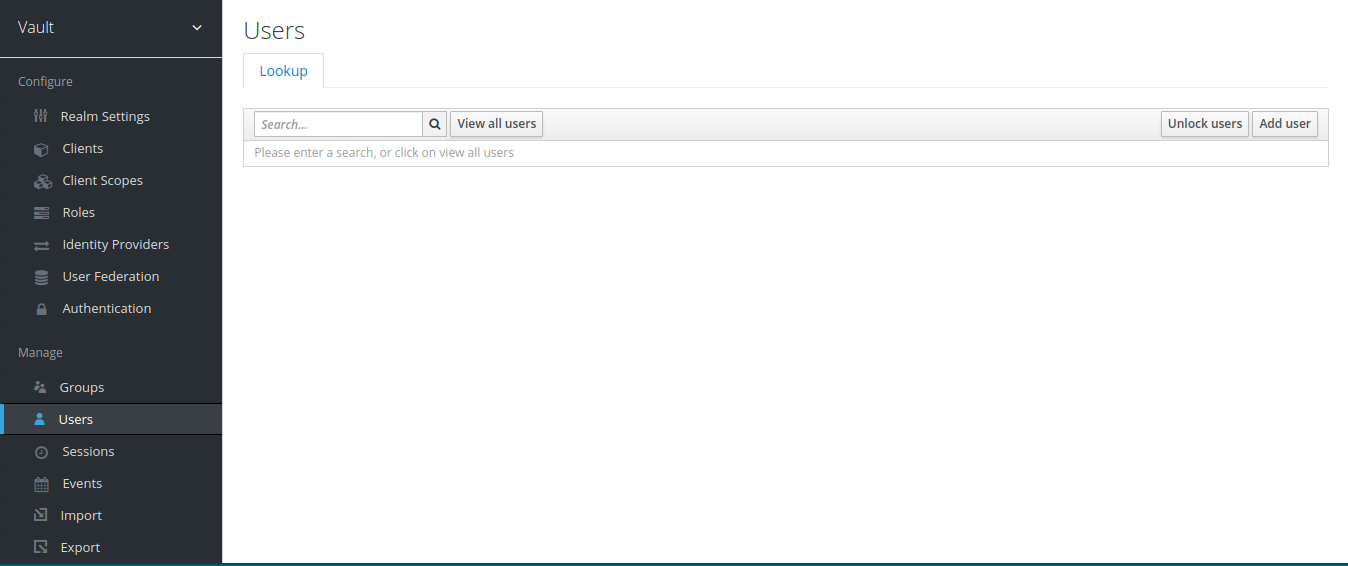 Vault
Configure
Realm Settings
Clients
Client Scopes
Roles
Identity Providers
User Federation
Authentication
Manage
Groups
Users
Sessions
Events
Import
Export
Users
Lookup
Search... View all users Unlock users Add user
Please enter a search, or click on view all users